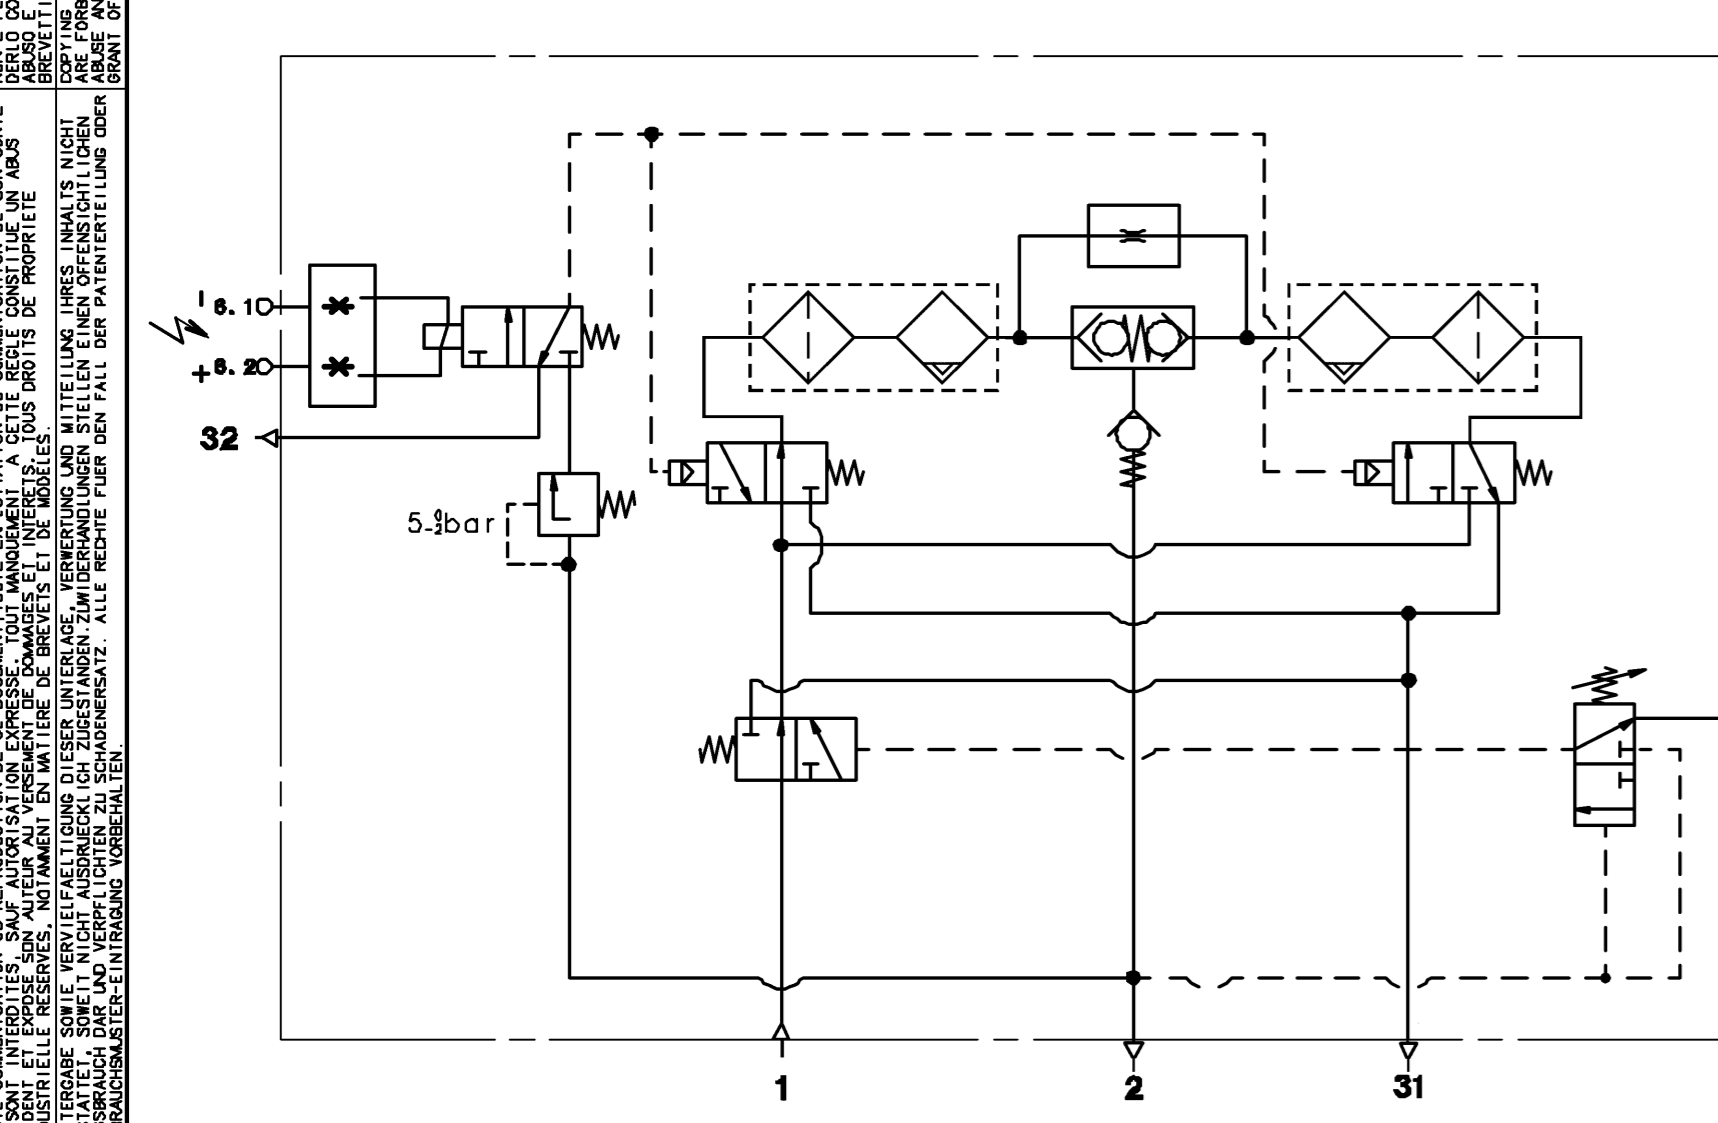 DERLO CO
ABUSO E
BREVETTI
COPYING
ARE FORB
ABUSE AN
GRANT OF
SONT INTERDITES, SAUF AUTORISATION EXPRESSE. TOUT MANQUEMENT A CETTE REGLE CONSTITUE UN ABUS
DENT ET EXPOSE SON AUTEUR AU VERSEMENT DE DOMMAGES ET INTERETS. TOUS DROITS DE PROPRIETE
USTRIELLE RESERVES, NOTAMMENT EN MATIERE DE BREVETS ET DE MODELES.
TERGABE SOWIE VERVIELFAELTIGUNG DIESER UNTERLAGE, VERWERTUNG UND MITTEILUNG IHRES INHALTS NICHT
TATTET, SOWEIT NICHT AUSDRUECKLICH ZUGESTANDEN. ZUWIDERHANDLUNGEN STELLEN EINEN OFFENSICHTLICHEN
SBRAUCH DAR UND VERPFLICHTEN ZU SCHADENERSATZ. ALLE RECHTE FUER DEN FALL DER PATENTERTEILUNG ODER
RAUCHSMUSTER-EINTRAGUNG VORBEHALTEN.
- 6.1
+ 6.2
32
5-0/2 bar
1
2
31